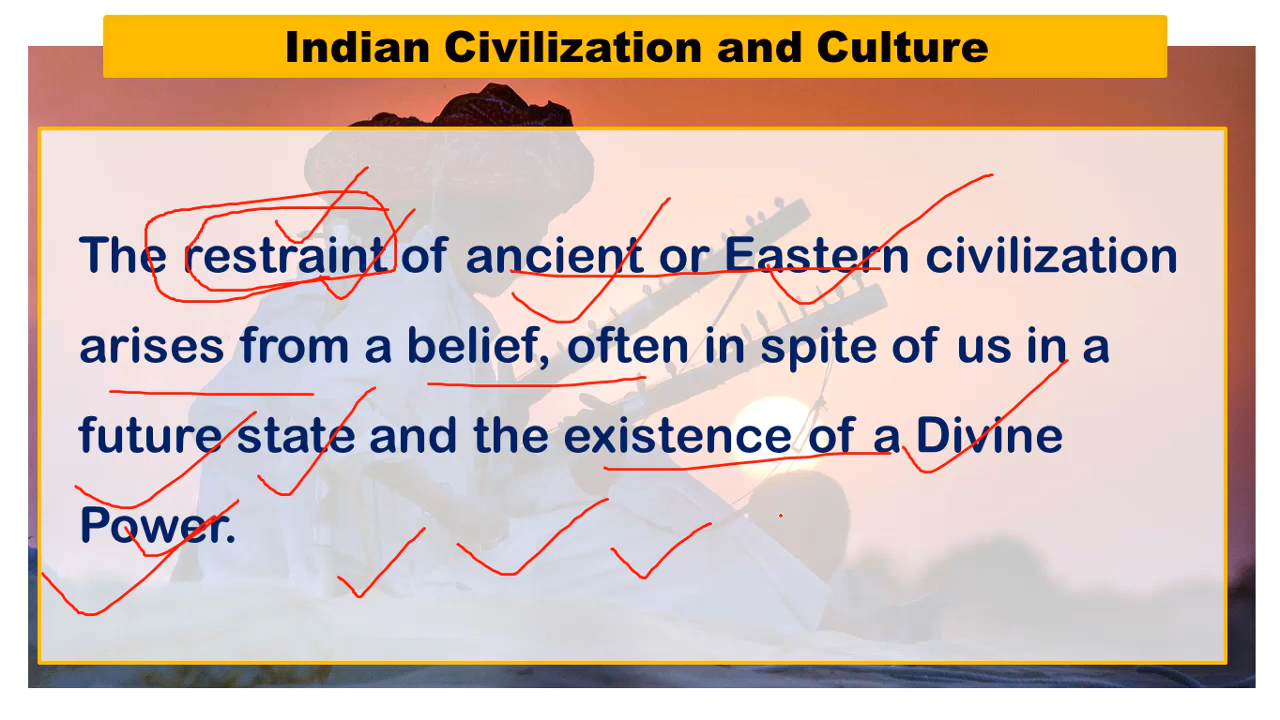 Indian Civilization and Culture
The restraint of ancient or Eastern civilization
arises from a belief, often in spite of us in a
future state and the existence of a Divine
Power.